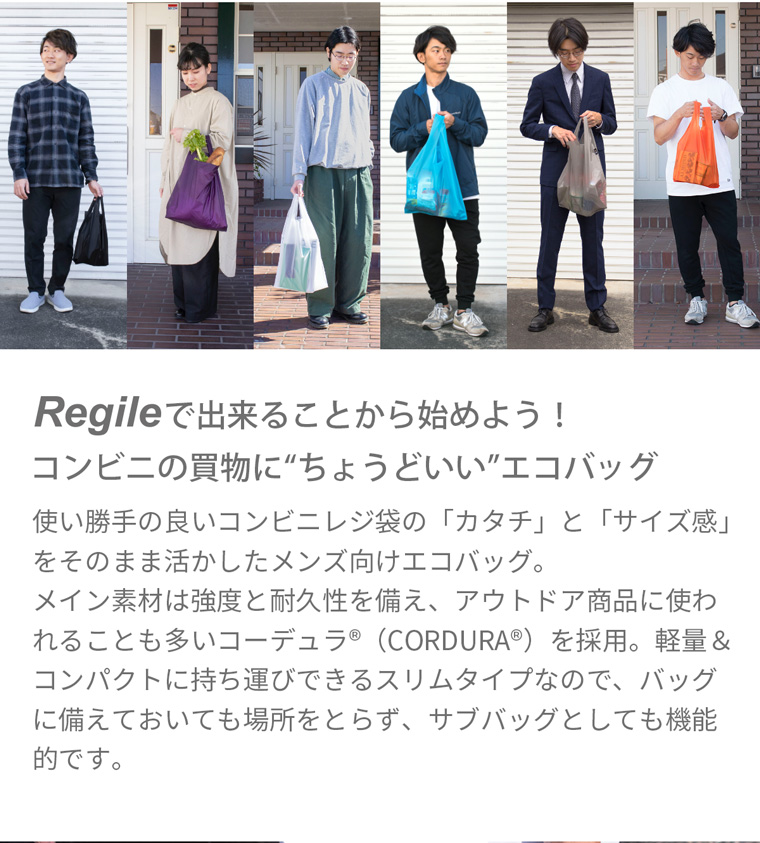 Regileで出来ることから始めよう！
コンビニの買物に“ちょうどいい”エコバッグ
使い勝手の良いコンビニレジ袋の「カタチ」と「サイズ感」
をそのまま活かしたメンズ向けエコバッグ。
メイン素材は強度と耐久性を備え、アウトドア商品に使わ
れることも多いコーデュラ®（CORDURA®）を採用。軽量＆
コンパクトに持ち運びできるスリムタイプなので、バッグ
に備えておいても場所をとらず、サブバッグとしても機能
的です。